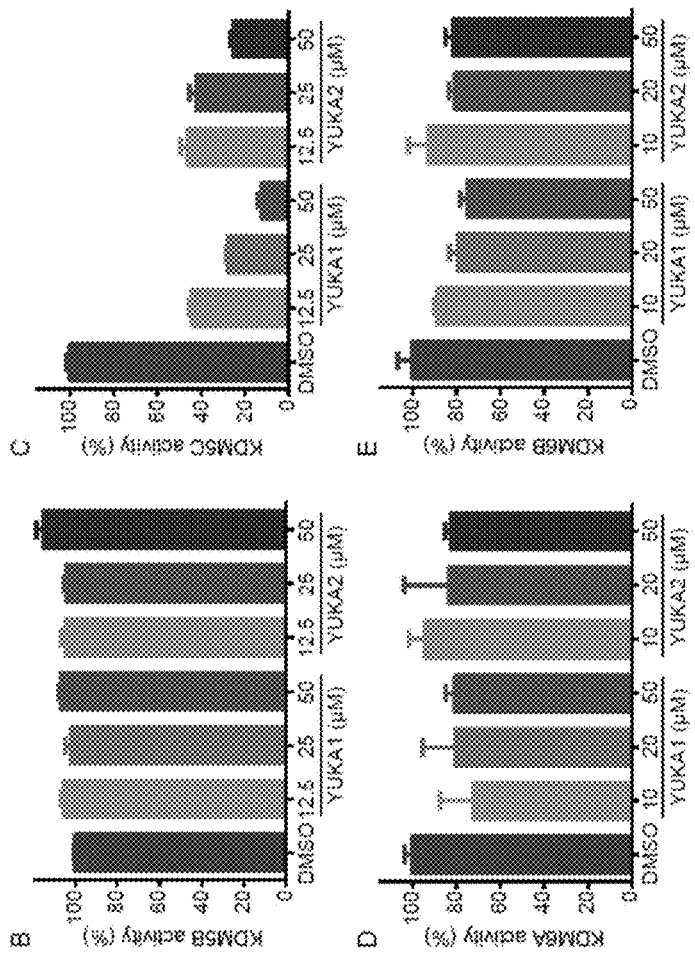 B
KDM5B activity (%)
100
80
60
40
20
0
DMSO 12.5 25 50 12.5 25 50
YUKA1 (μM) YUKA2 (μM)
C
KDM5C activity (%)
100
80
60
40
20
0
DMSO 12.5 25 50 12.5 25 50
YUKA1 (μM) YUKA2 (μM)
D
KDM6A activity (%)
100
80
60
40
20
0
DMSO 10 20 50 10 20 50
YUKA1 (μM) YUKA2 (μM)
E
KDM6B activity (%)
100
80
60
40
20
0
DMSO 10 20 50 10 20 50
YUKA1 (μM) YUKA2 (μM)